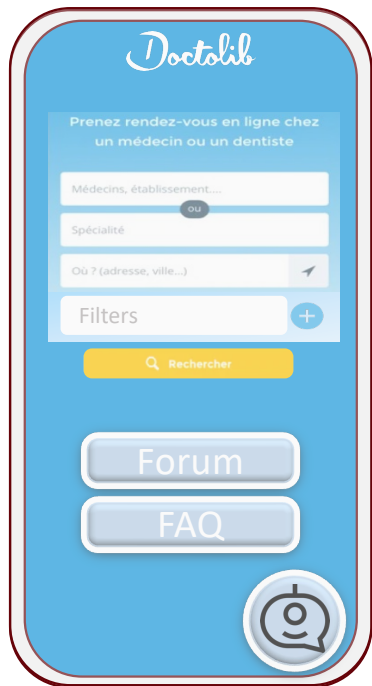 Doctolib
Prenez rendez-vous en ligne chez
un médecin ou un dentiste
Médecins, établissement....
ou
Spécialité
Où ? (adresse, ville...)
Filters
Rechercher
Forum
FAQ